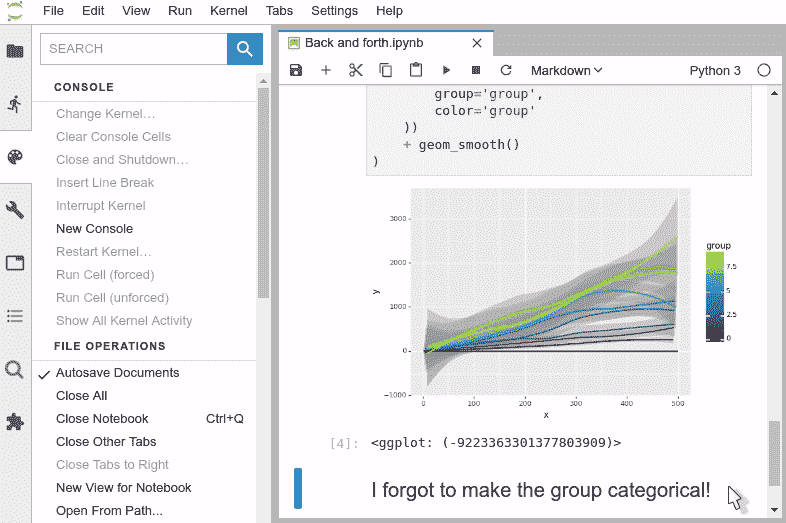 File Edit View Run Kernel Tabs Settings Help
SEARCH
CONSOLE
Change Kernel…
Clear Console Cells
Close and Shutdown…
Insert Line Break
Interrupt Kernel
New Console
Restart Kernel…
Run Cell (forced)
Run Cell (unforced)
Show All Kernel Activity
FILE OPERATIONS
Autosave Documents
Close All
Close Notebook Ctrl+Q
Close Other Tabs
Close Tabs to Right
New View for Notebook
Open From Path…
Back and forth.ipynb
Markdown Python 3
group='group',
color='group'
))
+ geom_smooth()
)
3000
2000
1000
0
−1000
y
0 100 200 300 400 500
x
group
7.5
5
2.5
0
[4]: <ggplot: (-9223363301377803909)>
I forgot to make the group categorical!